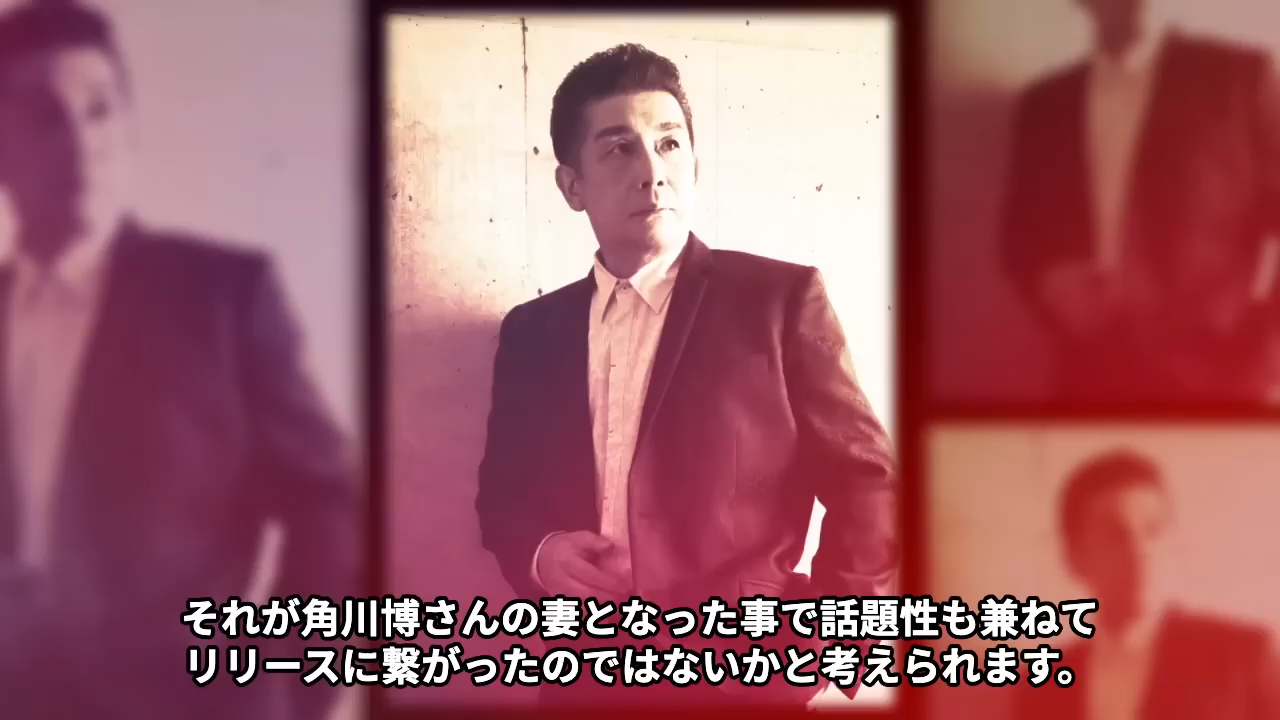 それが角川博さんの妻となった事で話題性も兼ねて
リリースに繋がったのではないかと考えられます。